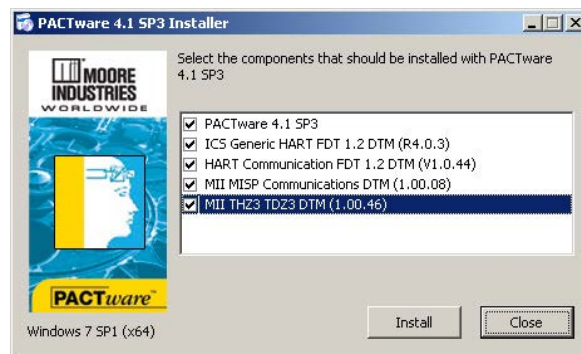 PACTware 4.1 SP3 Installer
MOORE
INDUSTRIES
WORLDWIDE
Select the components that should be installed with PACTware
4.1 SP3
PACTware 4.1 SP3
ICS Generic HART FDT 1.2 DTM (R4.0.3)
HART Communication FDT 1.2 DTM (V1.0.44)
MII MISP Communications DTM (1.00.08)
MII THZ3 TDZ3 DTM (1.00.46)
PACTware™
Windows 7 SP1 (x64)
Install
Close